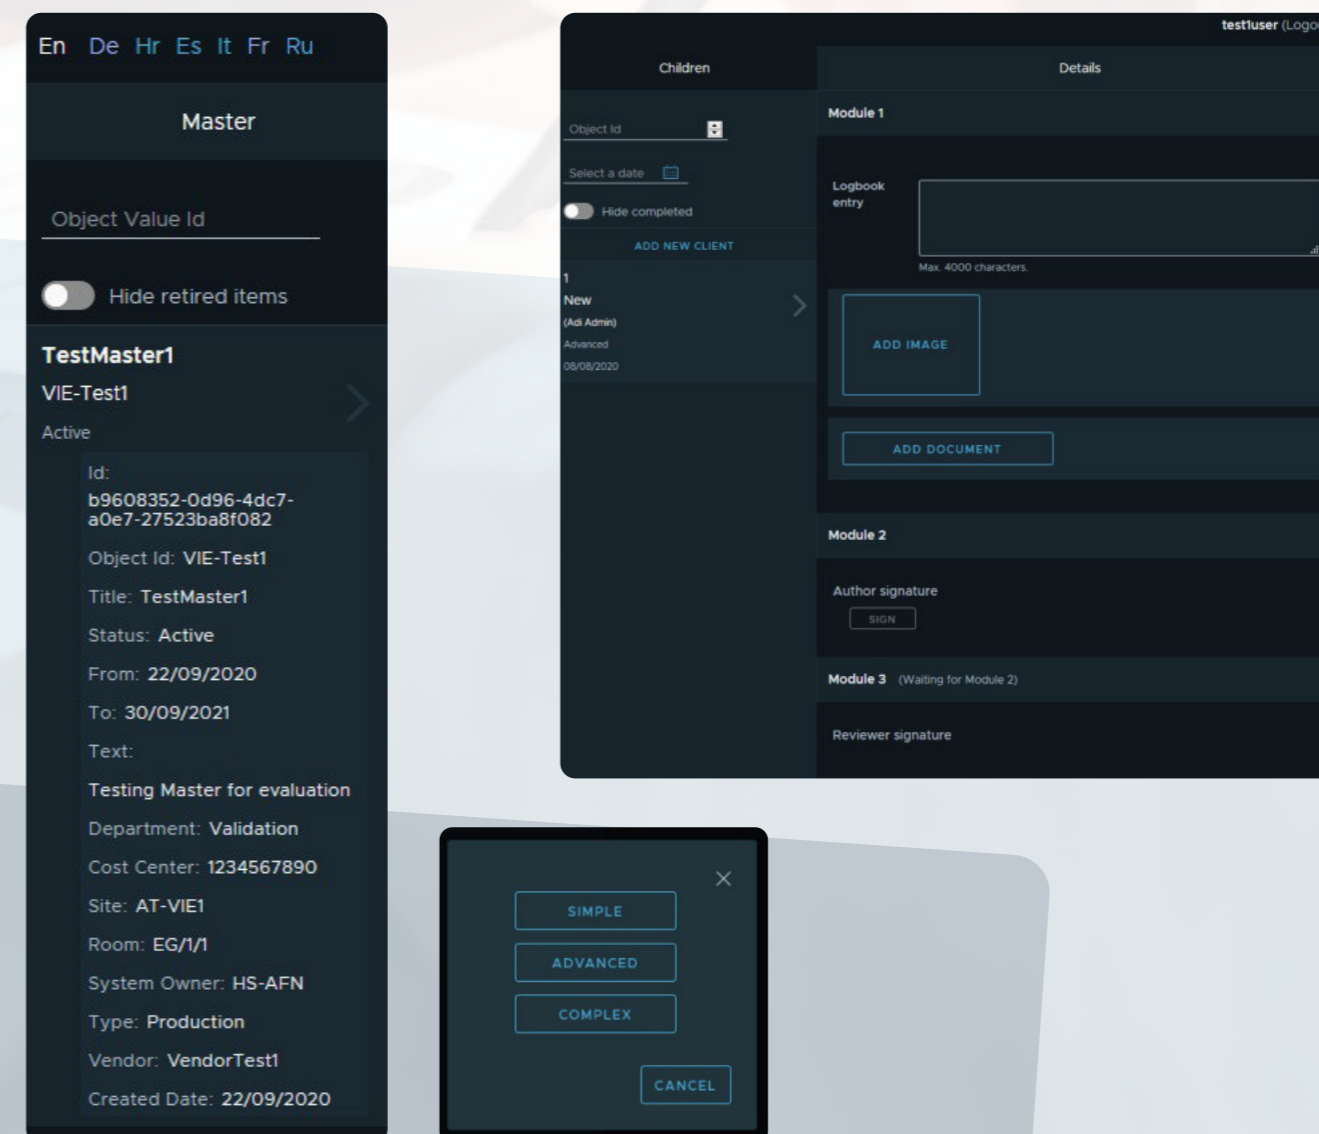 En De Hr Es It Fr Ru
Master
Object Value Id
Hide retired items
TestMaster1
VIE-Test1
Active
Id:
b9608352-0d96-4dc7-
a0e7-27523ba8f082
Object Id: VIE-Test1
Title: TestMaster1
Status: Active
From: 22/09/2020
To: 30/09/2021
Text:
Testing Master for evaluation
Department: Validation
Cost Center: 1234567890
Site: AT-VIE1
Room: EG/1/1
System Owner: HS-AFN
Type: Production
Vendor: VendorTest1
Created Date: 22/09/2020
test1user (Logou
Children
Details
Object Id
Select a date
Hide completed
ADD NEW CLIENT
1
New
(Adi Admin)
Advanced
08/08/2020
Module 1
Logbook
entry
Max. 4000 characters.
ADD IMAGE
ADD DOCUMENT
Module 2
Author signature
SIGN
Module 3 (Waiting for Module 2)
Reviewer signature
SIMPLE
ADVANCED
COMPLEX
CANCEL